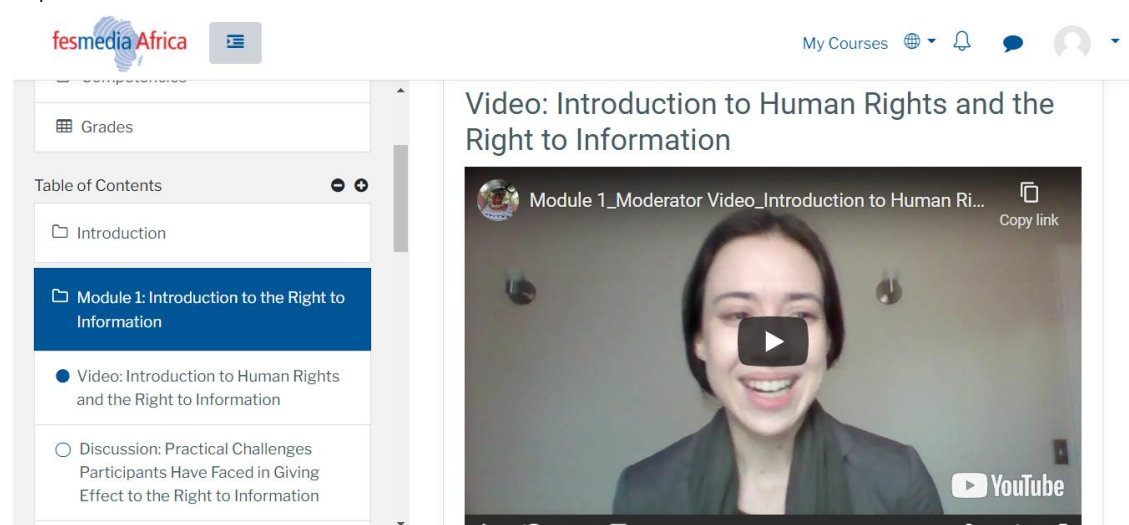 fesmedia Africa
My Courses
Competencies
Grades
Table of Contents
Introduction
Module 1: Introduction to the Right to
Information
Video: Introduction to Human Rights
and the Right to Information
Discussion: Practical Challenges
Participants Have Faced in Giving
Effect to the Right to Information
Video: Introduction to Human Rights and the
Right to Information
Module 1_Moderator Video_Introduction to Human Ri...
Copy link
YouTube